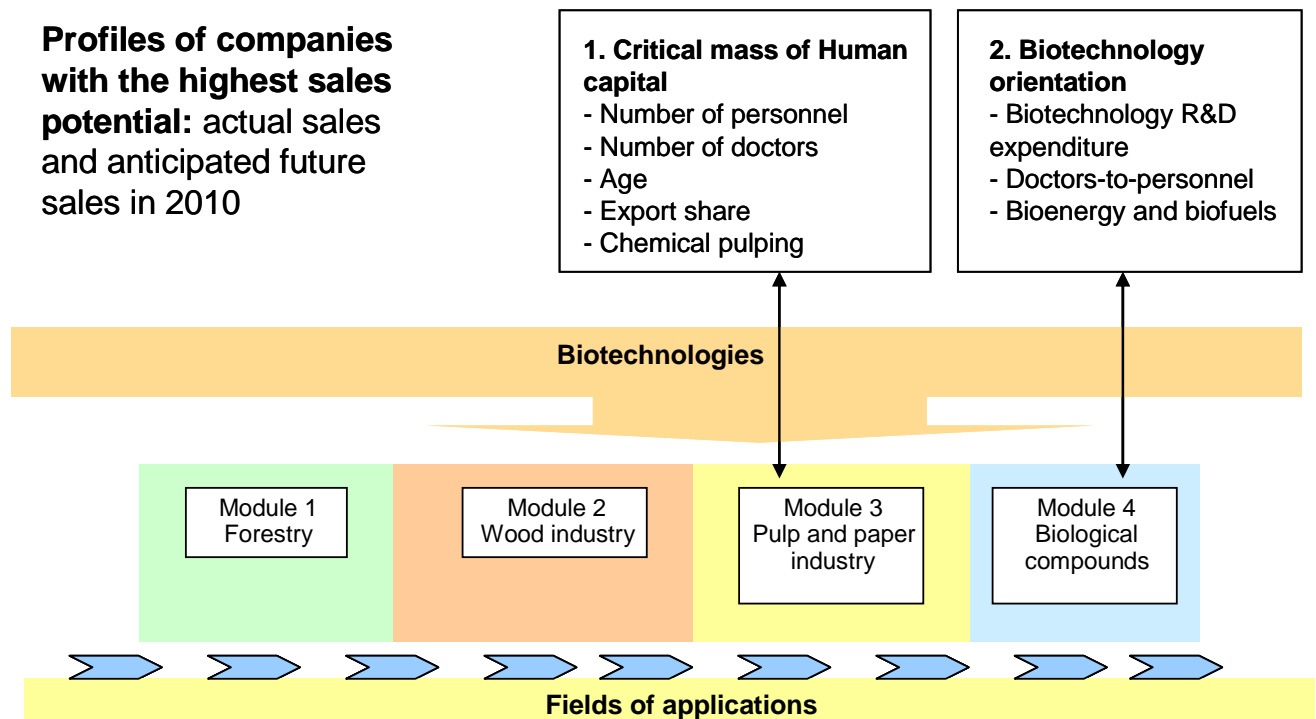 Profiles of companies
with the highest sales
potential: actual sales
and anticipated future
sales in 2010
1. Critical mass of Human
capital
- Number of personnel
- Number of doctors
- Age
- Export share
- Chemical pulping
2. Biotechnology
orientation
- Biotechnology R&D
expenditure
- Doctors-to-personnel
- Bioenergy and biofuels
Biotechnologies
Module 1
Forestry
Module 2
Wood industry
Module 3
Pulp and paper
industry
Module 4
Biological
compounds
Fields of applications